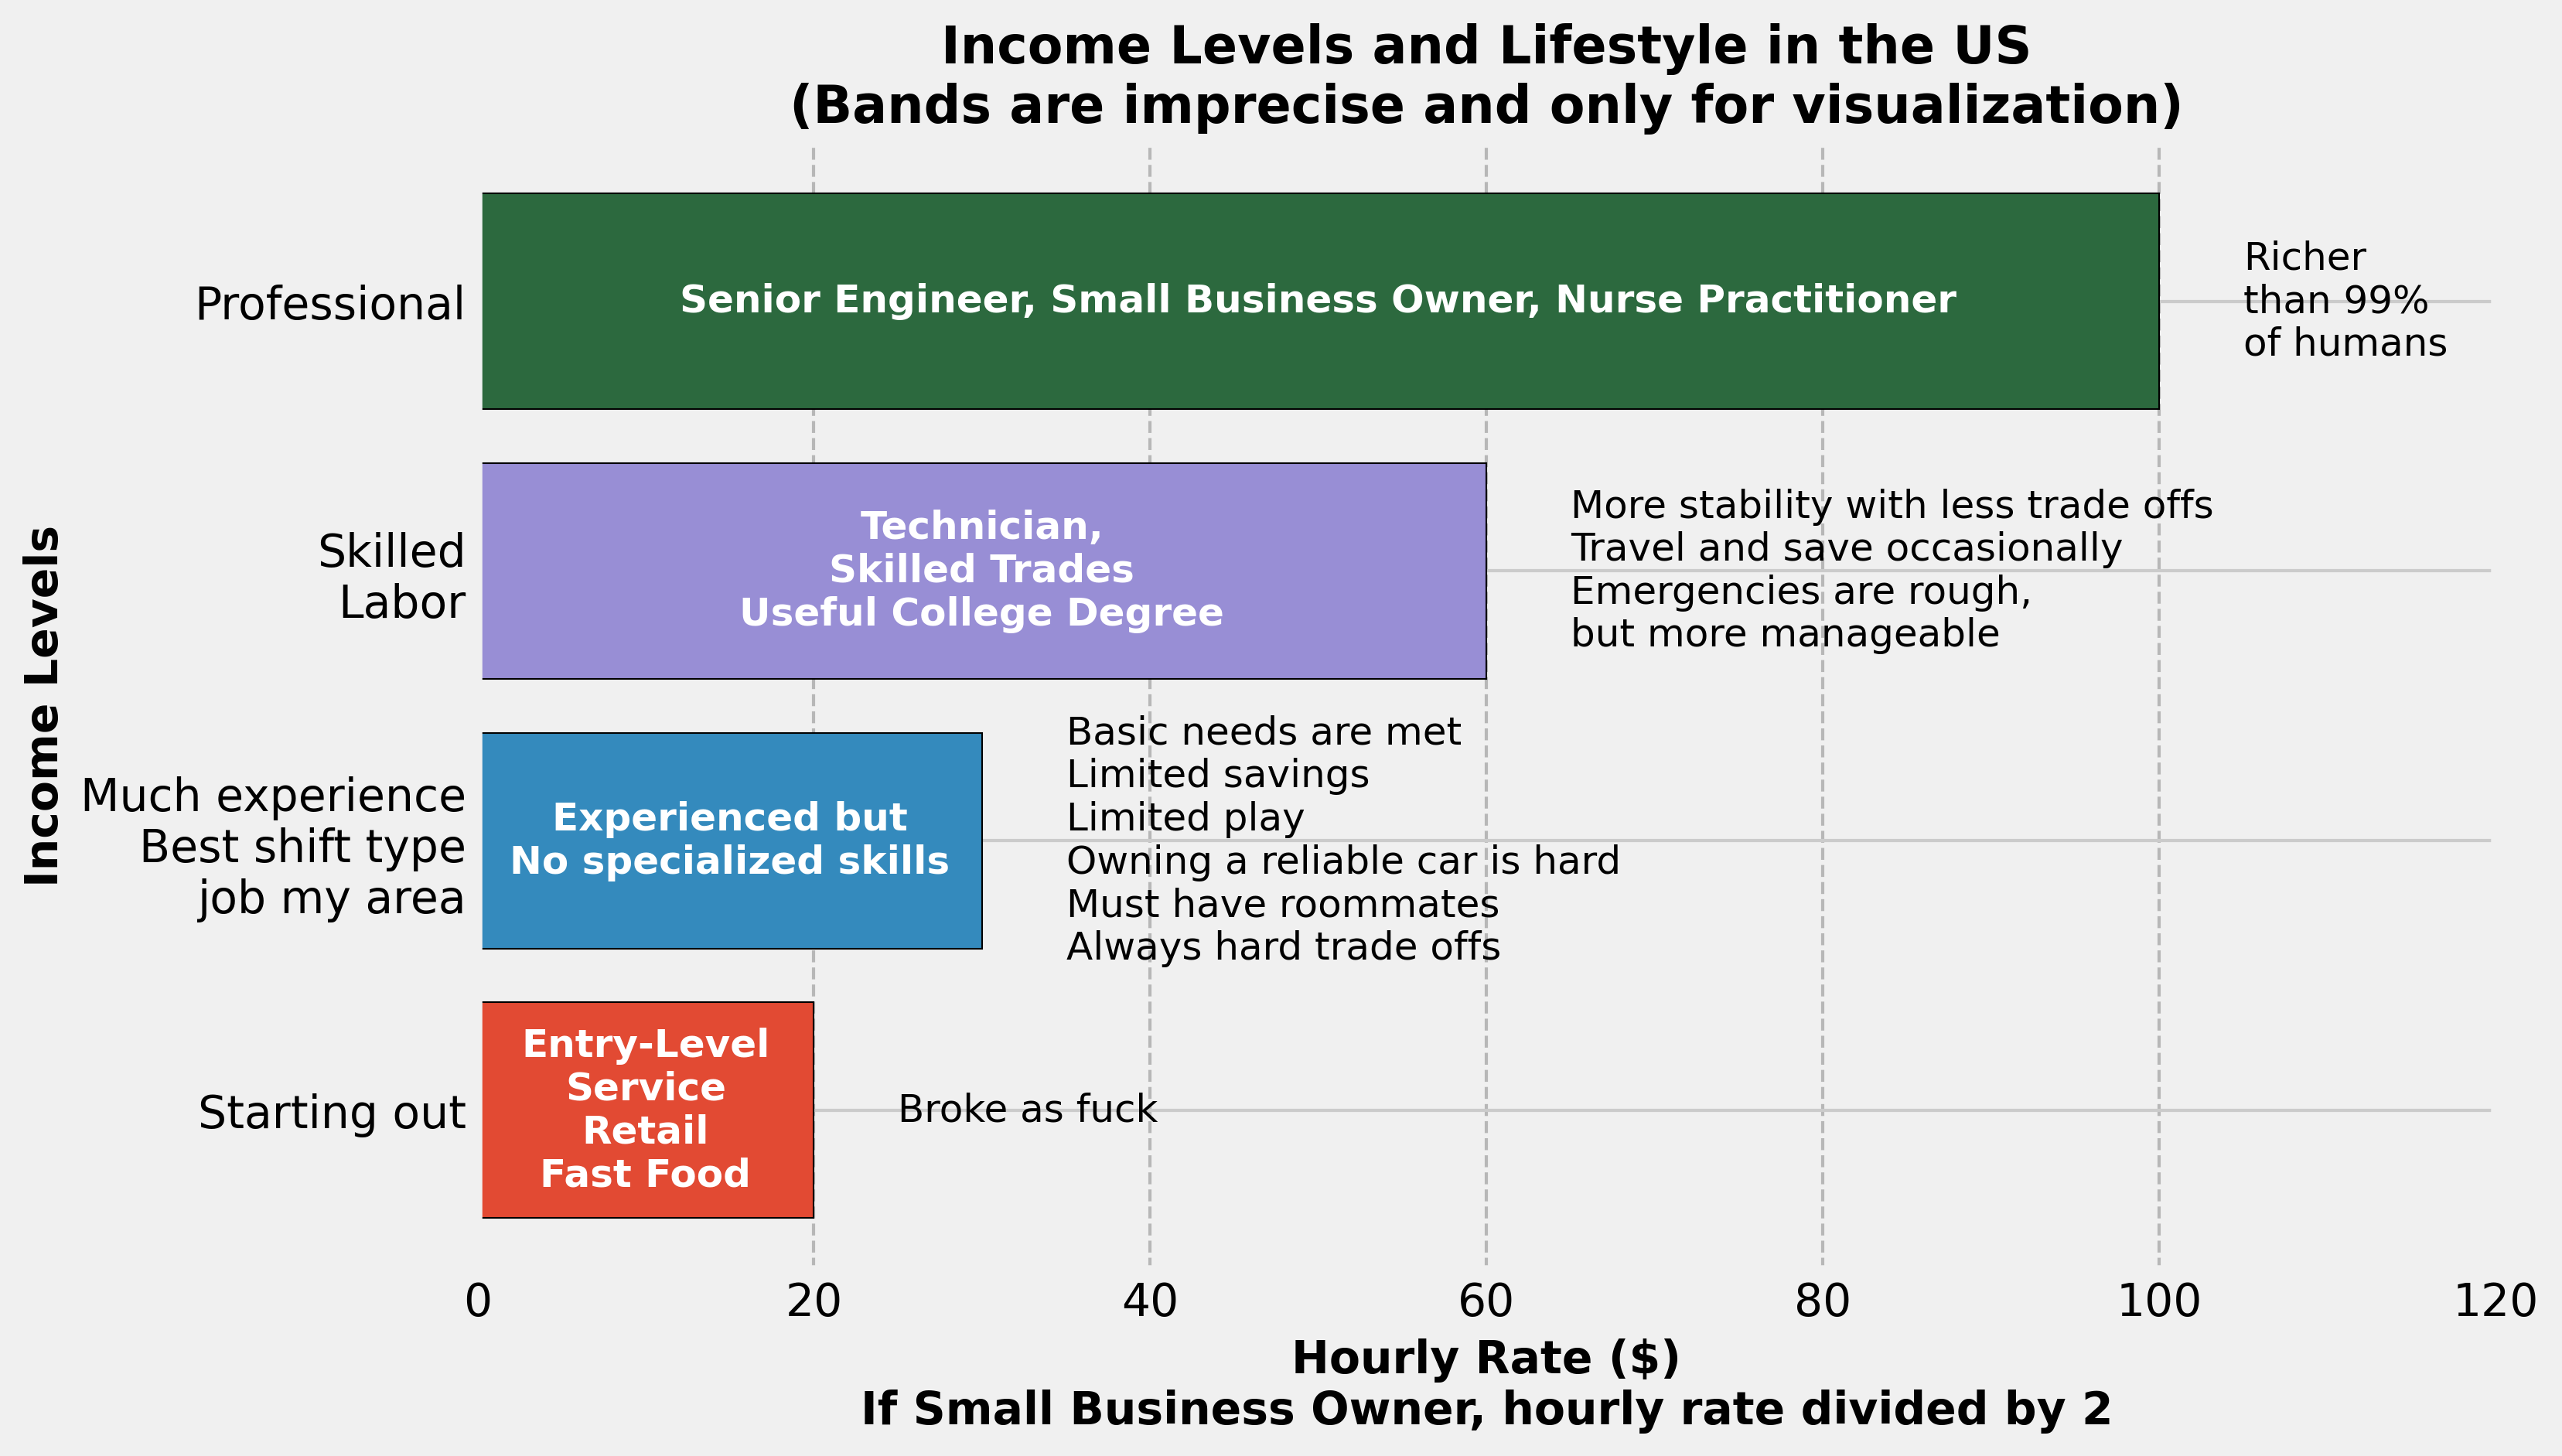 Income Levels and Lifestyle in the US
(Bands are imprecise and only for visualization)
Income Levels
Professional
Senior Engineer, Small Business Owner, Nurse Practitioner
Richer
than 99%
of humans
Skilled
Labor
Technician,
Skilled Trades
Useful College Degree
More stability with less trade offs
Travel and save occasionally
Emergencies are rough,
but more manageable
Much experience
Best shift type
job my area
Experienced but
No specialized skills
Basic needs are met
Limited savings
Limited play
Owning a reliable car is hard
Must have roommates
Always hard trade offs
Starting out
Entry-Level
Service
Retail
Fast Food
Broke as fuck
0 20 40 60 80 100 120
Hourly Rate ($)
If Small Business Owner, hourly rate divided by 2